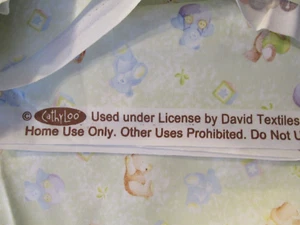 © CathyLoo Used under License by David Textiles
Home Use Only. Other Uses Prohibited. Do Not